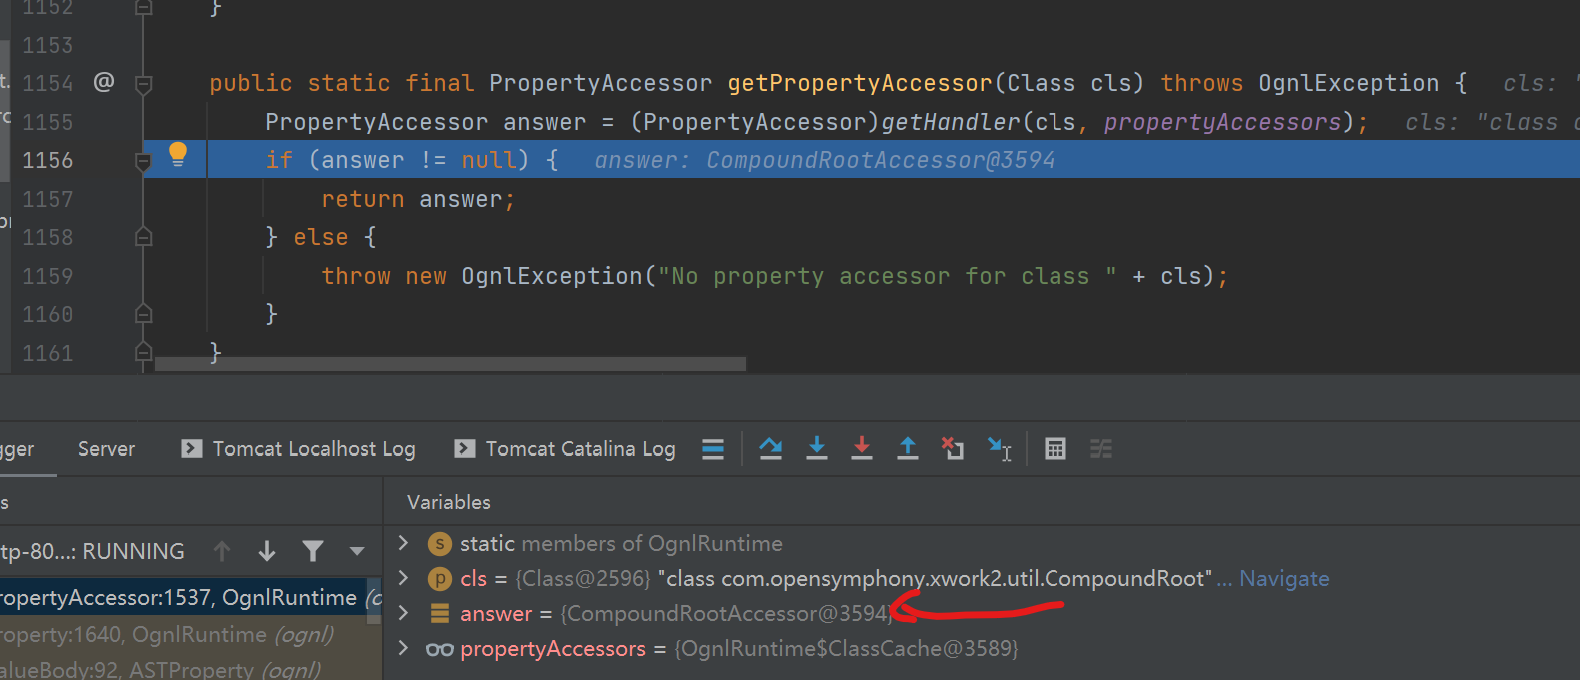 1152 }
1153
1154 @ public static final PropertyAccessor getPropertyAccessor(Class cls) throws OgnlException { cls: "
1155 PropertyAccessor answer = (PropertyAccessor)getHandler(cls, propertyAccessors); cls: "class
1156 if (answer != null) { answer: CompoundRootAccessor@3594
1157 return answer;
1158 } else {
1159 throw new OgnlException("No property accessor for class " + cls);
1160 }
1161 }
gger Server Tomcat Localhost Log Tomcat Catalina Log
s Variables
static members of OgnlRuntime
tp-80...: RUNNING
cls = {Class@2596} "class com.opensymphony.xwork2.util.CompoundRoot" ... Navigate
ropertyAccessor:1537, OgnlRuntime (o
answer = {CompoundRootAccessor@3594}
roperty:1640, OgnlRuntime (ognl)
propertyAccessors = {OgnlRuntime$ClassCache@3589}
alueBody:92, ASTProperty (ognl)